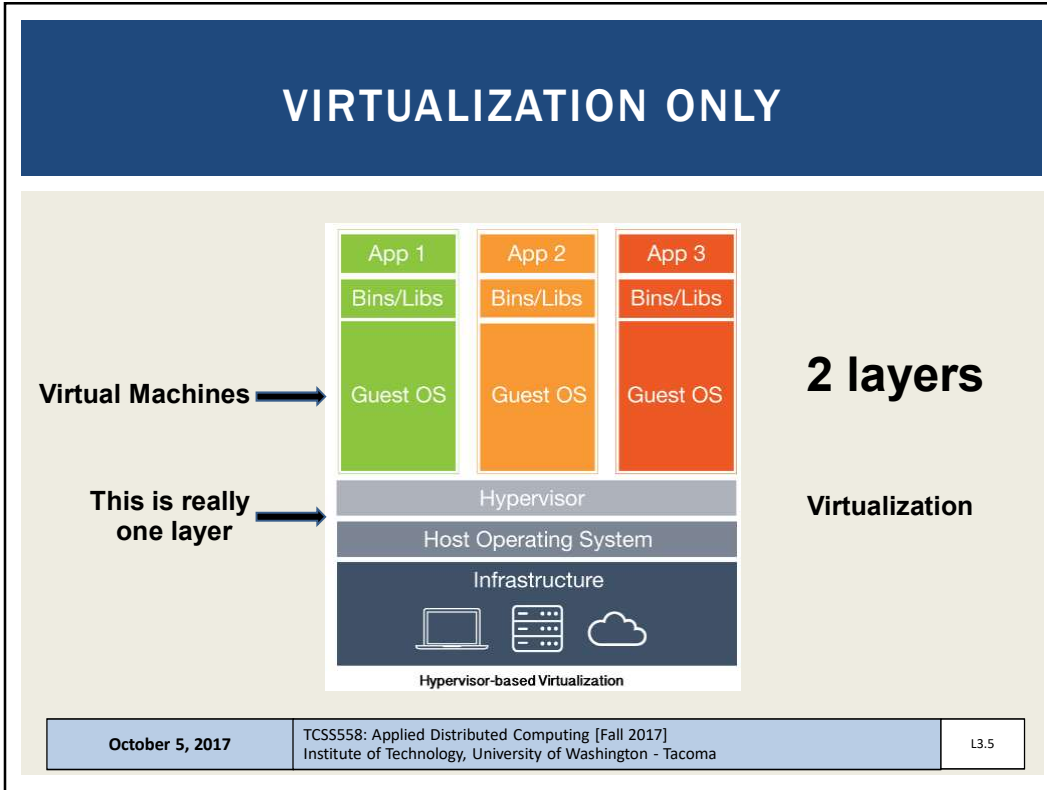 VIRTUALIZATION ONLY
App 1
App 2
App 3
Bins/Libs
Bins/Libs
Bins/Libs
Virtual Machines
Guest OS
Guest OS
Guest OS
2 layers
This is really
one layer
Hypervisor
Virtualization
Host Operating System
Infrastructure
Hypervisor-based Virtualization
October 5, 2017
TCSS558: Applied Distributed Computing [Fall 2017]
Institute of Technology, University of Washington - Tacoma
L3.5